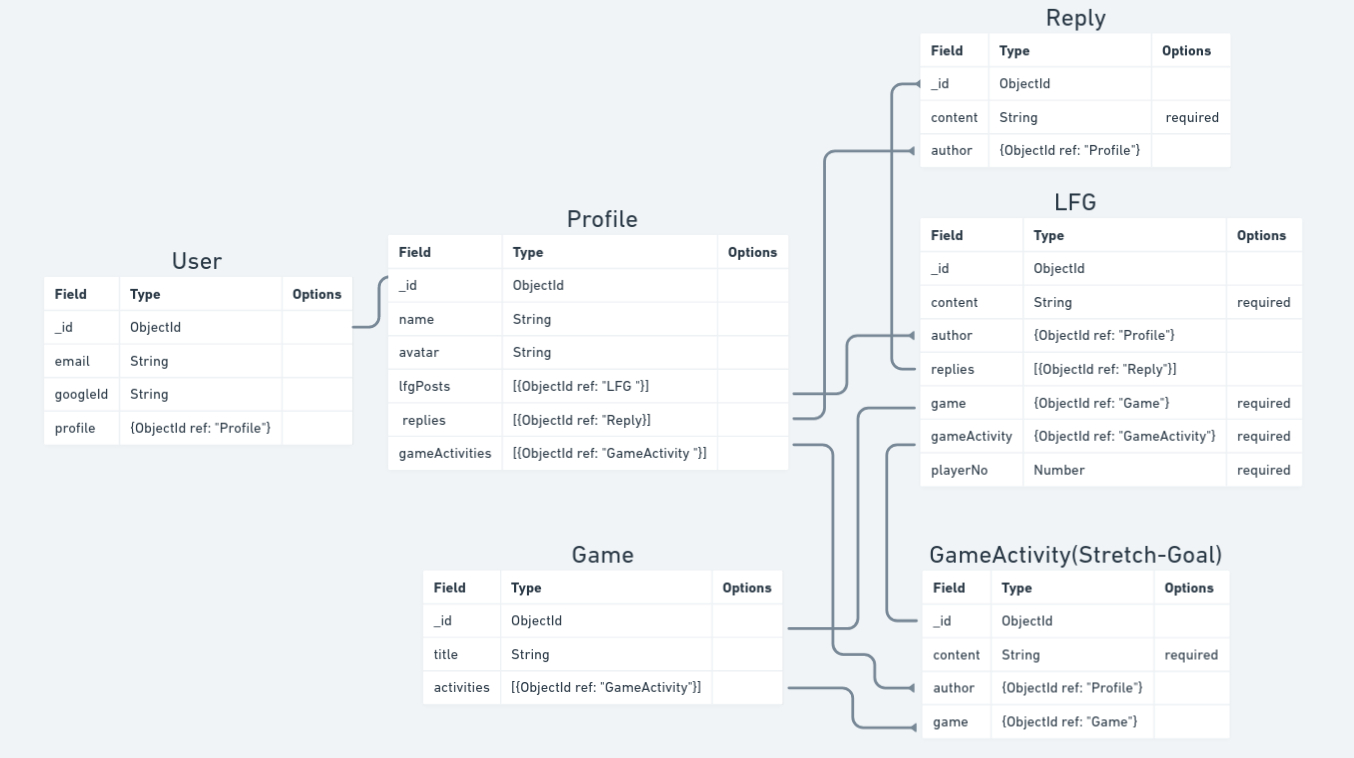 User
Field Type Options
_id ObjectId
email String
googleId String
profile {ObjectId ref: "Profile"}
Profile
Field Type Options
_id ObjectId
name String
avatar String
lfgPosts [{ObjectId ref: "LFG "}]
replies [{ObjectId ref: "Reply}]
gameActivities [{ObjectId ref: "GameActivity "}]
Game
Field Type Options
_id ObjectId
title String
activities [{ObjectId ref: "GameActivity"}]
Reply
Field Type Options
_id ObjectId
content String required
author {ObjectId ref: "Profile"}
LFG
Field Type Options
_id ObjectId
content String required
author {ObjectId ref: "Profile"}
replies [{ObjectId ref: "Reply"}]
game {ObjectId ref: "Game"} required
gameActivity {ObjectId ref: "GameActivity"} required
playerNo Number required
GameActivity(Stretch-Goal)
Field Type Options
_id ObjectId
content String required
author {ObjectId ref: "Profile"}
game {ObjectId ref: "Game"}